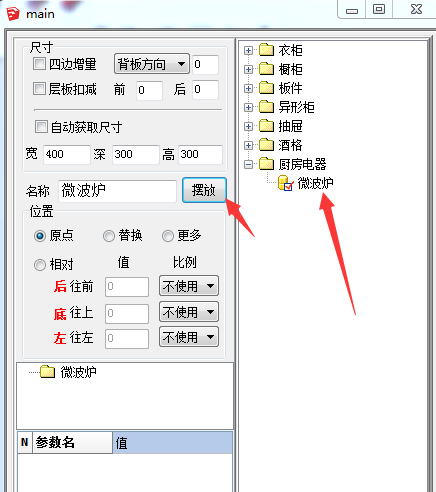 main
尺寸
四边增量 背板方向 0
层板扣减 前 0 后 0
自动获取尺寸
宽 400 深 300 高 300
名称 微波炉 摆放
位置
原点 替换 更多
相对 值 比例
后 往前 0 不使用
底 往上 0 不使用
左 往左 0 不使用
微波炉
N 参数名 值
衣柜
橱柜
板件
异形柜
抽屉
酒格
厨房电器
微波炉